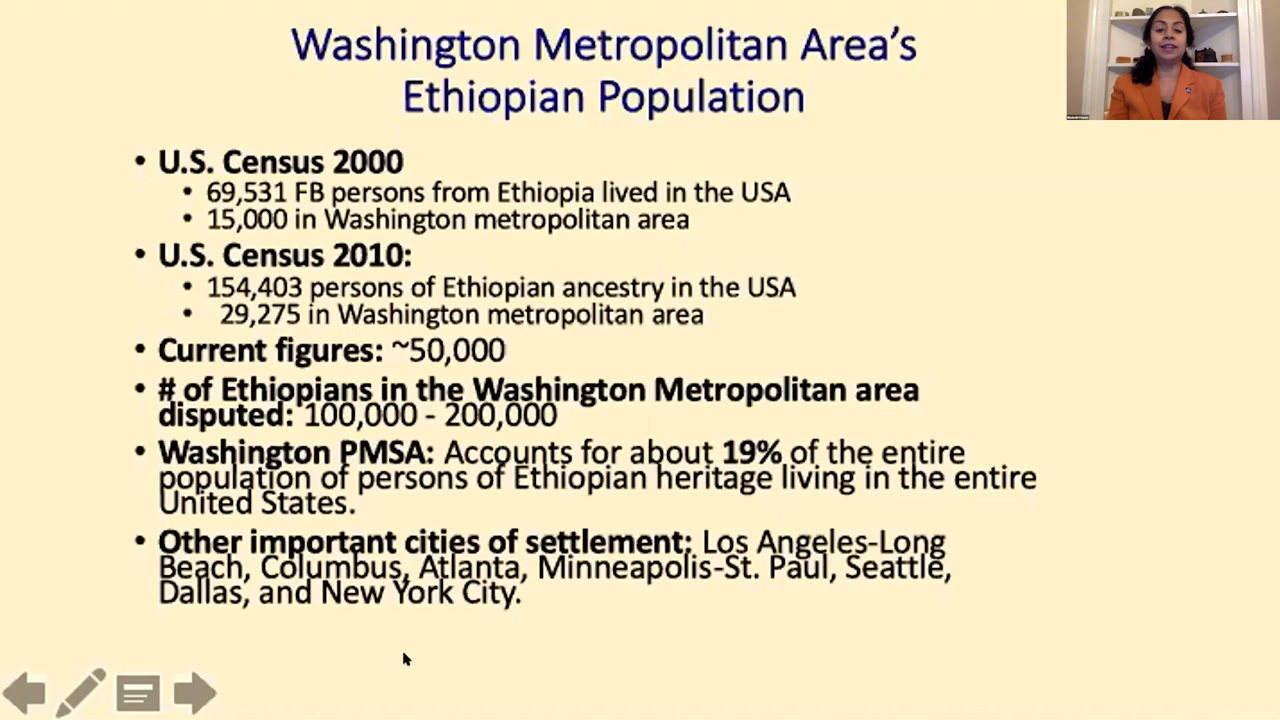 Washington Metropolitan Area's
Ethiopian Population
• U.S. Census 2000
• 69,531 FB persons from Ethiopia lived in the USA
• 15,000 in Washington metropolitan area
• U.S. Census 2010:
• 154,403 persons of Ethiopian ancestry in the USA
• 29,275 in Washington metropolitan area
• Current figures: ~50,000
• # of Ethiopians in the Washington Metropolitan area
disputed: 100,000 - 200,000
• Washington PMSA: Accounts for about 19% of the entire
population of persons of Ethiopian heritage living in the entire
United States.
• Other important cities of settlement: Los Angeles-Long
Beach, Columbus, Atlanta, Minneapolis-St. Paul, Seattle,
Dallas, and New York City.